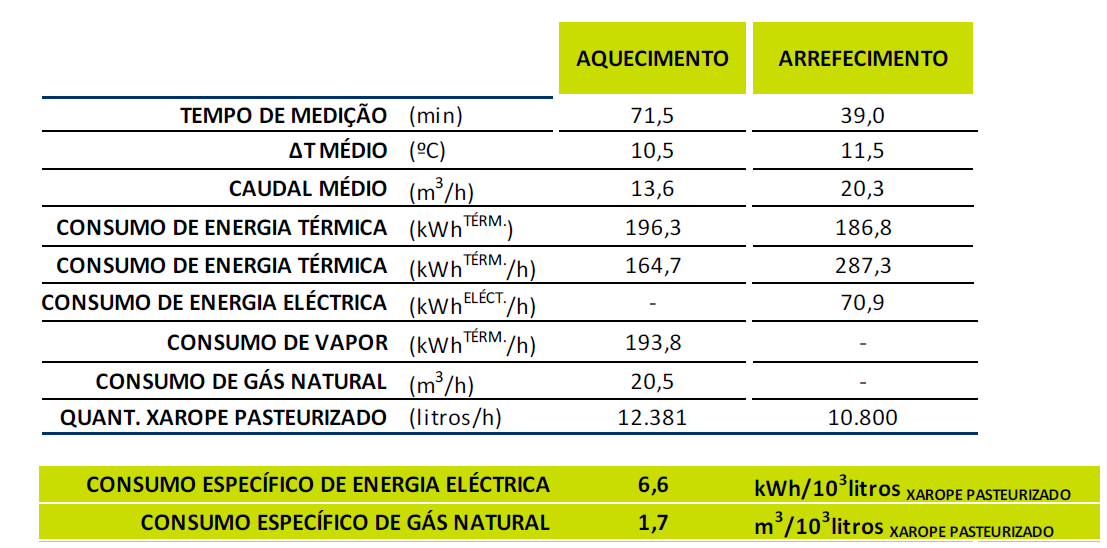 AQUECIMENTO ARREFECIMENTO
TEMPO DE MEDIÇÃO (min) 71,5 39,0
ΔT MÉDIO (ºC) 10,5 11,5
CAUDAL MÉDIO (m³/h) 13,6 20,3
CONSUMO DE ENERGIA TÉRMICA (kWhTÉRM.) 196,3 186,8
CONSUMO DE ENERGIA TÉRMICA (kWhTÉRM./h) 164,7 287,3
CONSUMO DE ENERGIA ELÉCTRICA (kWhELÉCT./h) - 70,9
CONSUMO DE VAPOR (kWhTÉRM./h) 193,8 -
CONSUMO DE GÁS NATURAL (m³/h) 20,5 -
QUANT. XAROPE PASTEURIZADO (litros/h) 12.381 10.800
CONSUMO ESPECÍFICO DE ENERGIA ELÉCTRICA 6,6 kWh/10³litros XAROPE PASTEURIZADO
CONSUMO ESPECÍFICO DE GÁS NATURAL 1,7 m³/10³litros XAROPE PASTEURIZADO